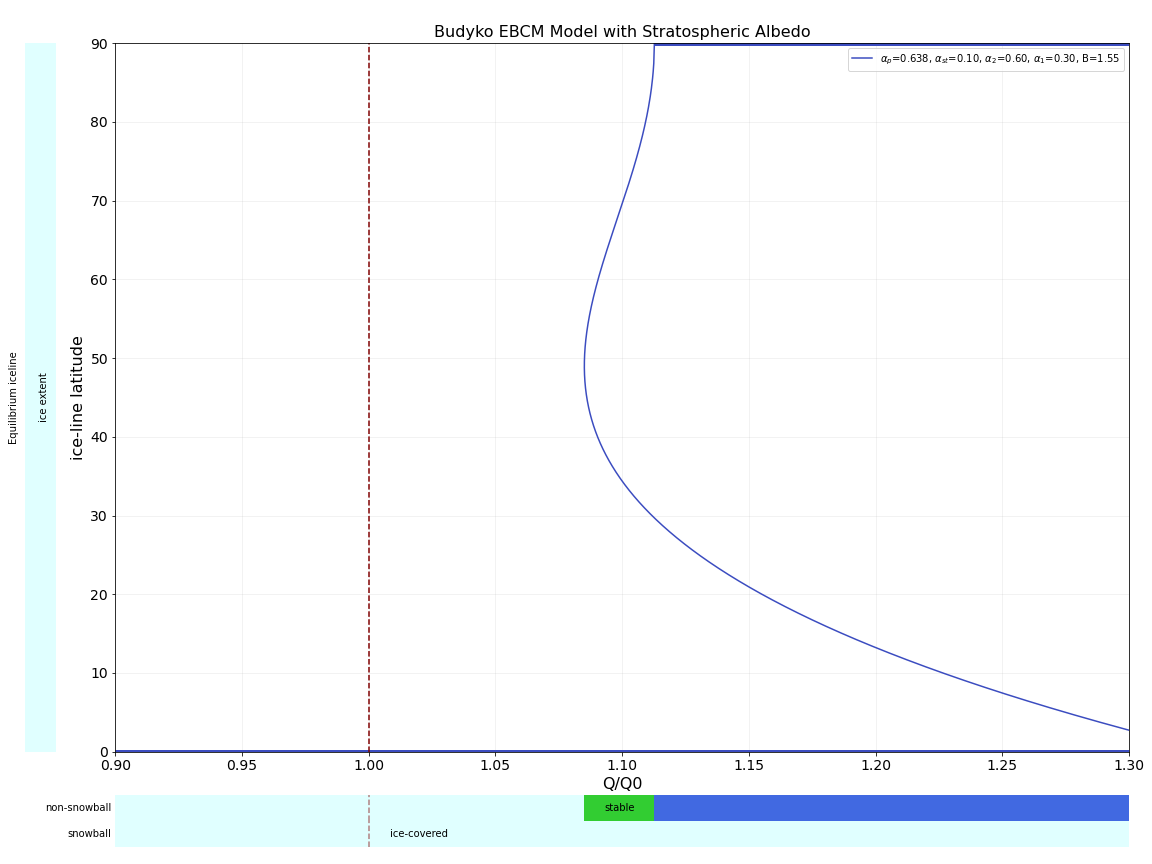 Budyko EBCM Model with Stratospheric Albedo
αp=0.638, αst=0.10, α2=0.60, α1=0.30, B=1.55
Equilibrium iceline
ice extent
ice-line latitude
90
80
70
60
50
40
30
20
10
0
0.90 0.95 1.00 1.05 1.10 1.15 1.20 1.25 1.30
Q/Q0
non-snowball stable
snowball ice-covered